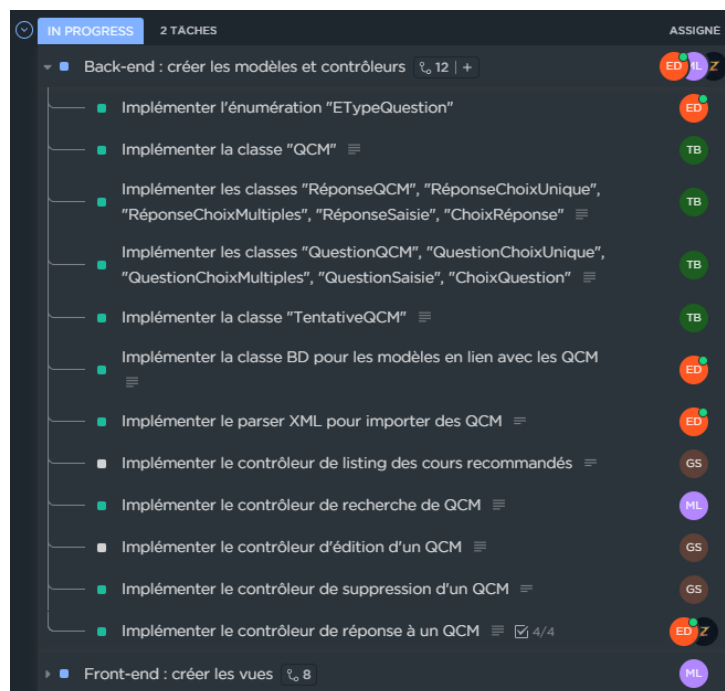 IN PROGRESS 2 TÂCHES ASSIGNE
Back-end : créer les modèles et contrôleurs 12 | + ED ML Z
Implémenter l'énumération "ETypeQuestion" ED
Implémenter la classe "QCM" TB
Implémenter les classes "RéponseQCM", "RéponseChoixUnique",
"RéponseChoixMultiples", "RéponseSaisie", "ChoixRéponse" TB
Implémenter les classes "QuestionQCM", "QuestionChoixUnique",
"QuestionChoixMultiples", "QuestionSaisie", "ChoixQuestion" TB
Implémenter la classe "TentativeQCM" TB
Implémenter la classe BD pour les modèles en lien avec les QCM ED
Implémenter le parser XML pour importer des QCM ED
Implémenter le contrôleur de listing des cours recommandés GS
Implémenter le contrôleur de recherche de QCM ML
Implémenter le contrôleur d'édition d'un QCM GS
Implémenter le contrôleur de suppression d'un QCM GS
Implémenter le contrôleur de réponse à un QCM 4/4 ED Z
Front-end : créer les vues 8 ML